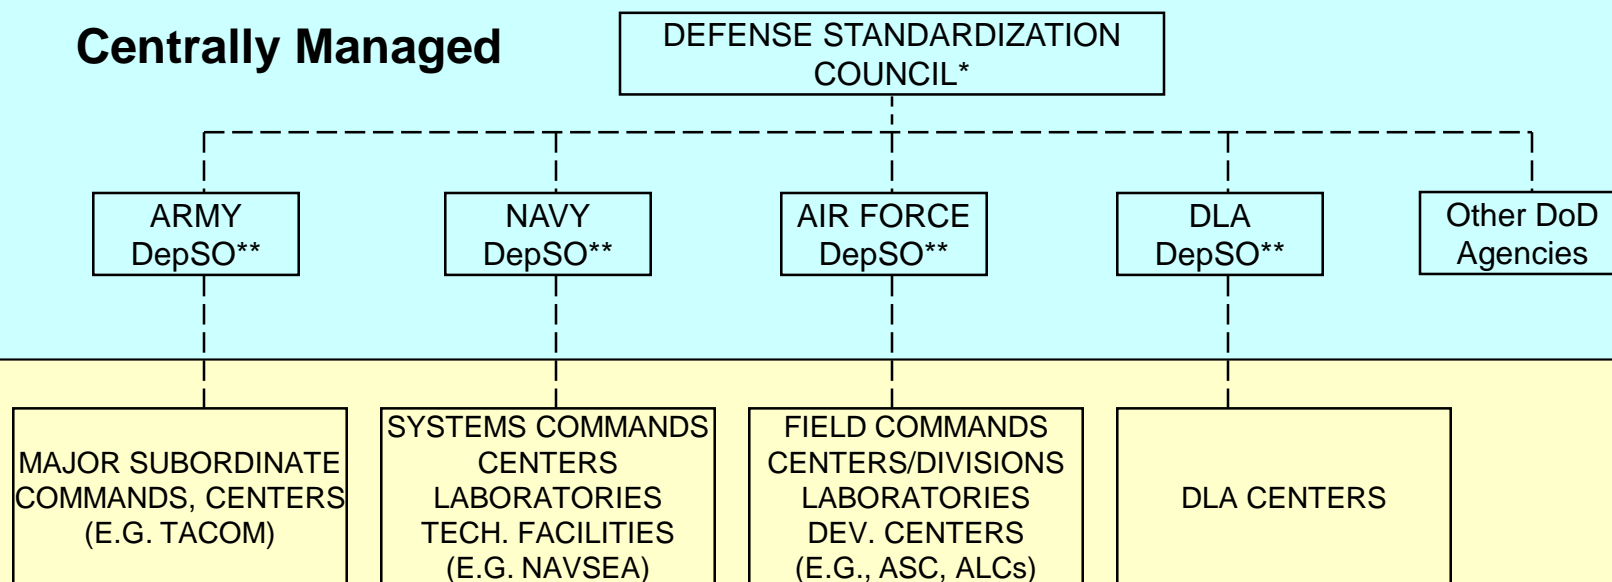 Centrally Managed
DEFENSE STANDARDIZATION
COUNCIL*
ARMY
DepSO**
NAVY
DepSO**
AIR FORCE
DepSO**
DLA
DepSO**
Other DoD
Agencies
MAJOR SUBORDINATE
COMMANDS, CENTERS
(E.G. TACOM)
SYSTEMS COMMANDS
CENTERS
LABORATORIES
TECH. FACILITIES
(E.G. NAVSEA)
FIELD COMMANDS
CENTERS/DIVISIONS
LABORATORIES
DEV. CENTERS
(E.G., ASC, ALCs)
DLA CENTERS